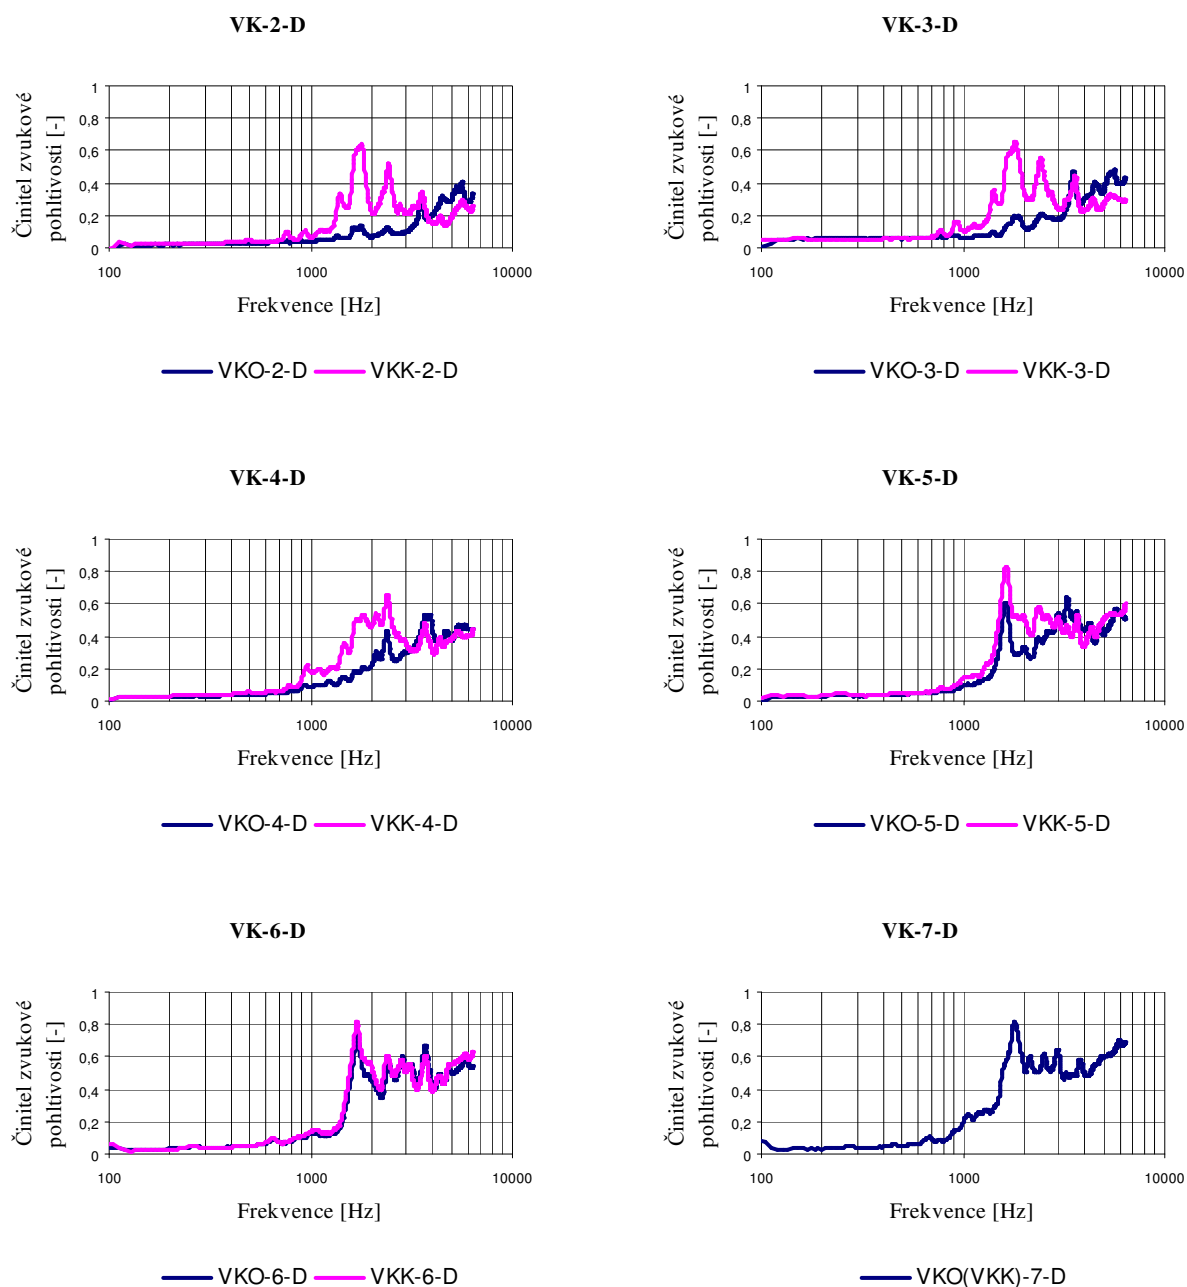 VK-2-D
Činitel zvukové
pohltivosti [-]
1
0,8
0,6
0,4
0,2
0
100
1000
10000
Frekvence [Hz]
VKO-2-D VKK-2-D
VK-3-D
Činitel zvukové
pohltivosti [-]
1
0,8
0,6
0,4
0,2
0
100
1000
10000
Frekvence [Hz]
VKO-3-D VKK-3-D
VK-4-D
Činitel zvukové
pohltivosti [-]
1
0,8
0,6
0,4
0,2
0
100
1000
10000
Frekvence [Hz]
VKO-4-D VKK-4-D
VK-5-D
Činitel zvukové
pohltivosti [-]
1
0,8
0,6
0,4
0,2
0
100
1000
10000
Frekvence [Hz]
VKO-5-D VKK-5-D
VK-6-D
Činitel zvukové
pohltivosti [-]
1
0,8
0,6
0,4
0,2
0
100
1000
10000
Frekvence [Hz]
VKO-6-D VKK-6-D
VK-7-D
Činitel zvukové
pohltivosti [-]
1
0,8
0,6
0,4
0,2
0
100
1000
10000
Frekvence [Hz]
VKO(VKK)-7-D